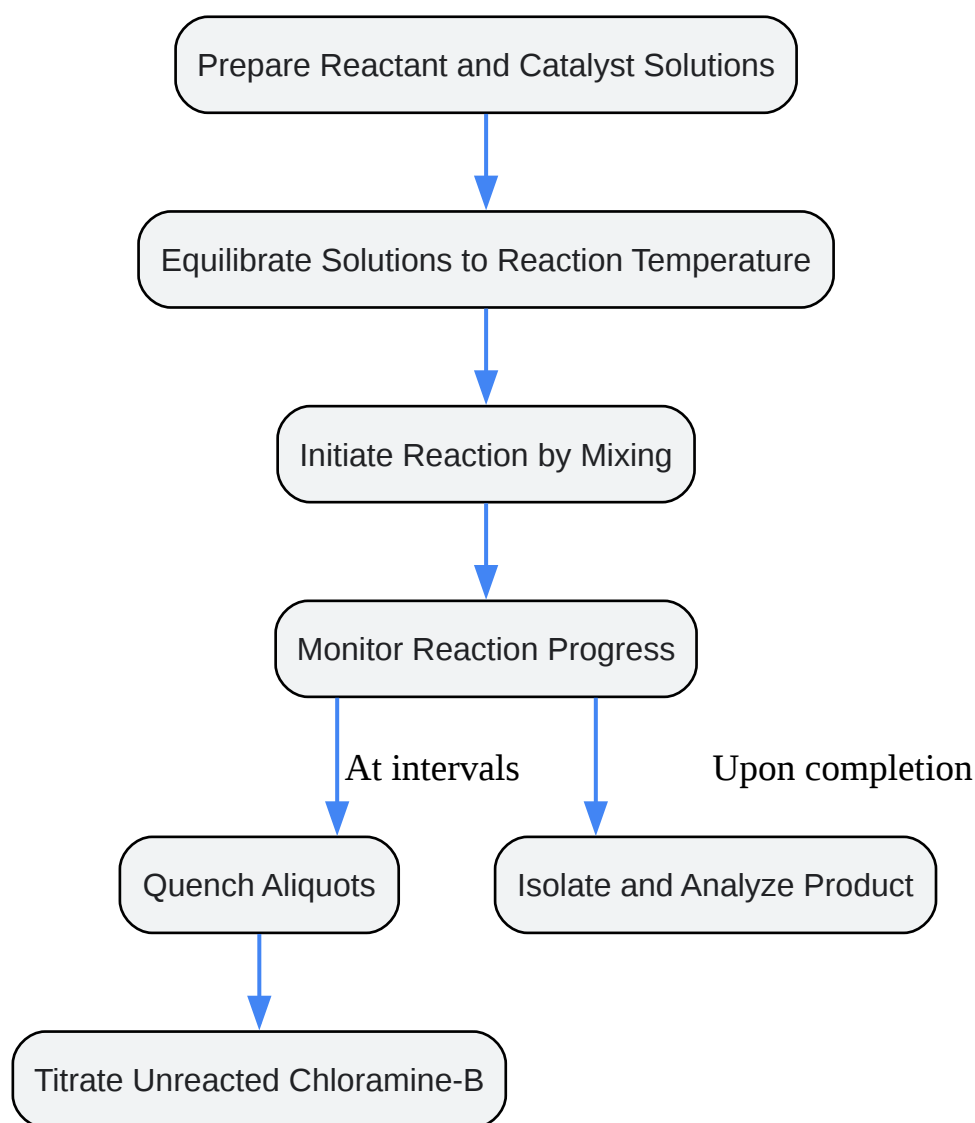 Prepare Reactant and Catalyst Solutions
Equilibrate Solutions to Reaction Temperature
Initiate Reaction by Mixing
Monitor Reaction Progress
At intervals
Upon completion
Quench Aliquots
Isolate and Analyze Product
Titrate Unreacted Chloramine-B